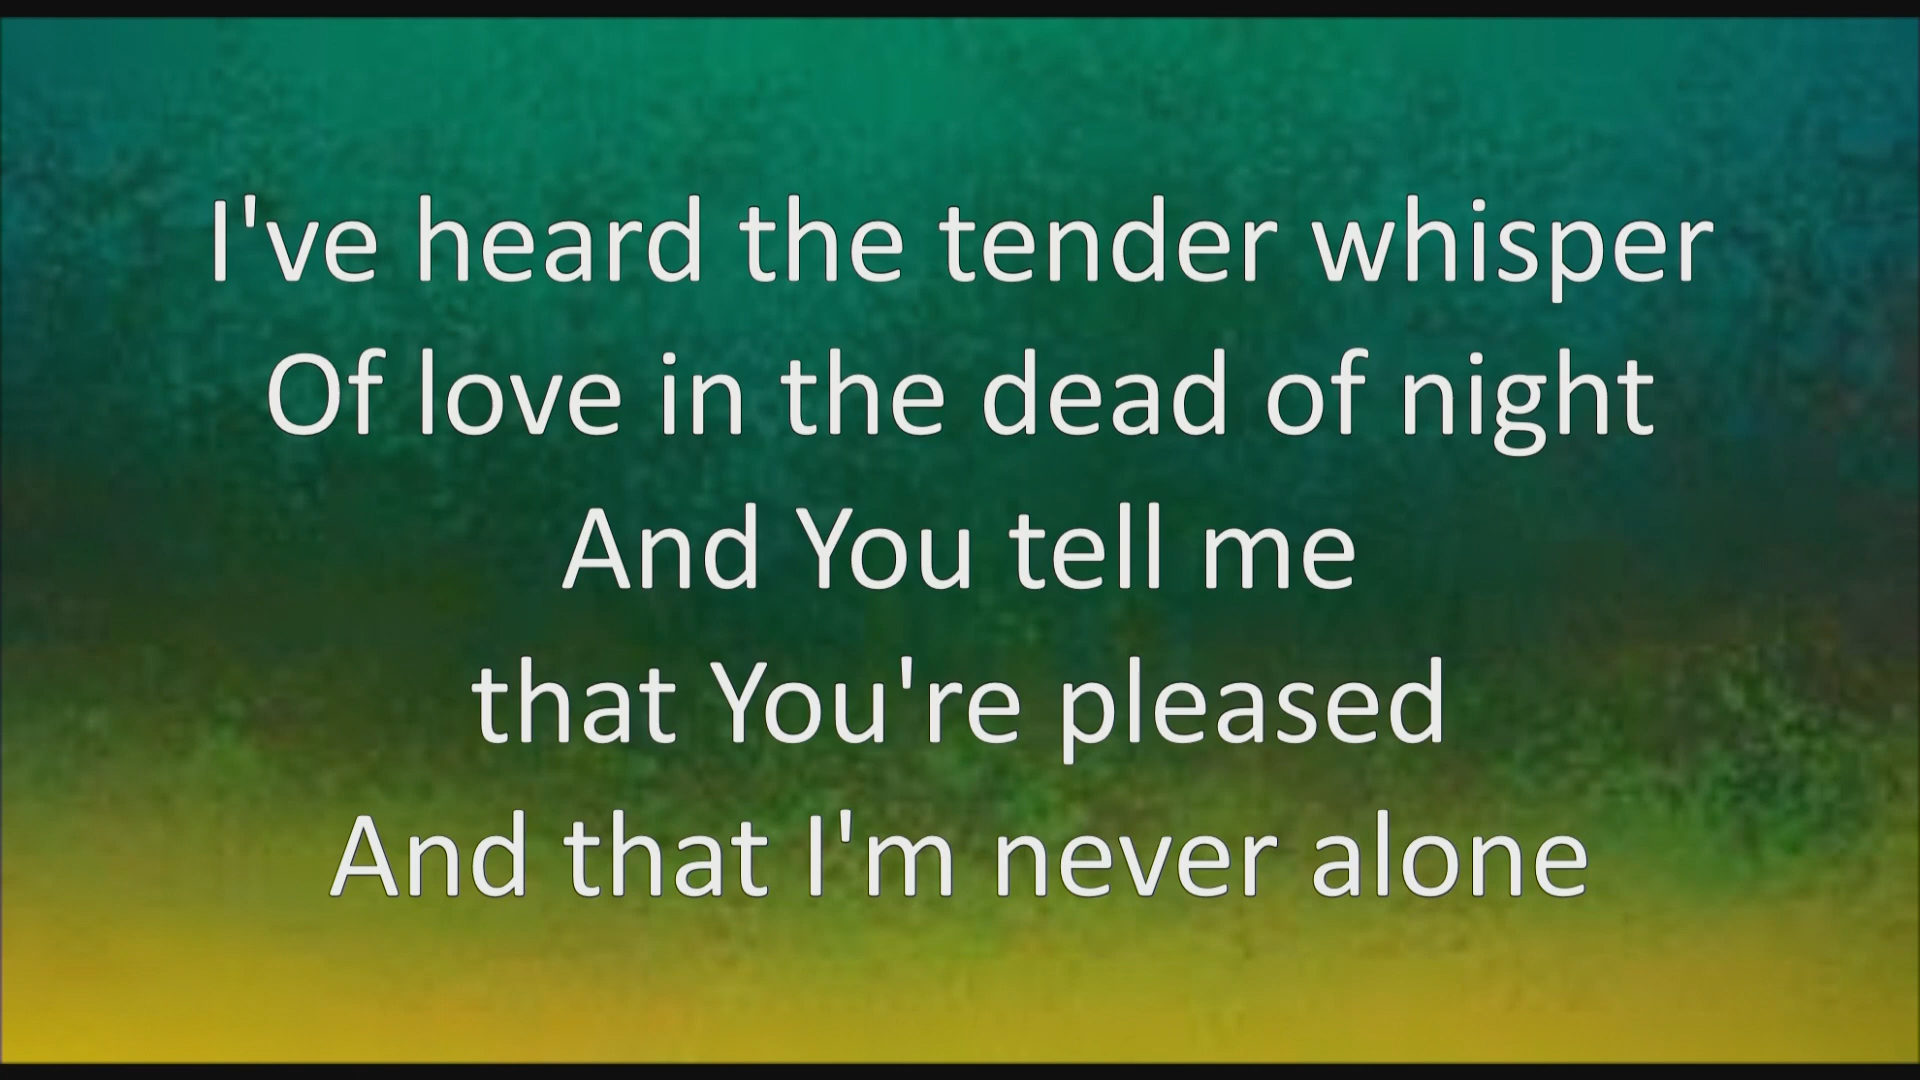 I've heard the tender whisper
Of love in the dead of night
And You tell me
that You're pleased
And that I'm never alone